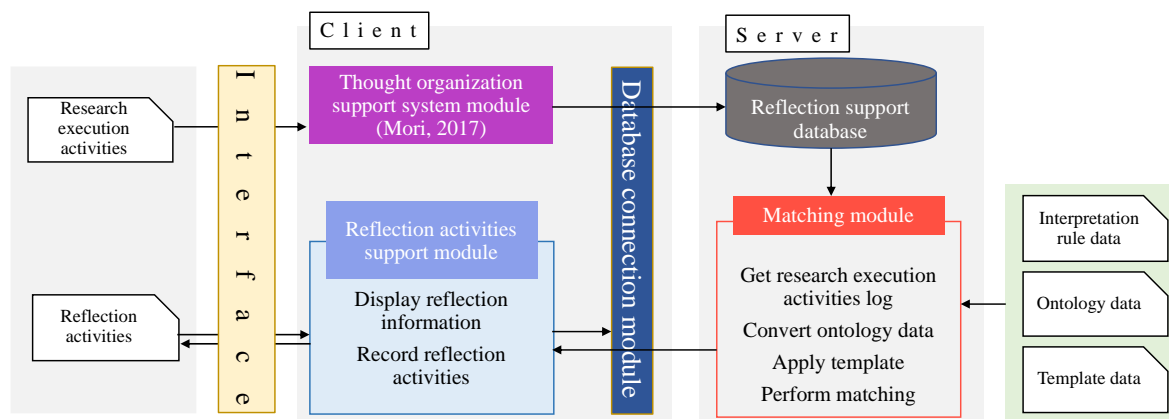 Client
Server
Research
execution
activities
Interface
Thought organization
support system module
(Mori, 2017)
Database connection module
Reflection support
database
Reflection activities
support module
Display reflection
information
Record reflection
activities
Reflection
activities
Matching module
Get research execution
activities log
Convert ontology data
Apply template
Perform matching
Interpretation
rule data
Ontology data
Template data